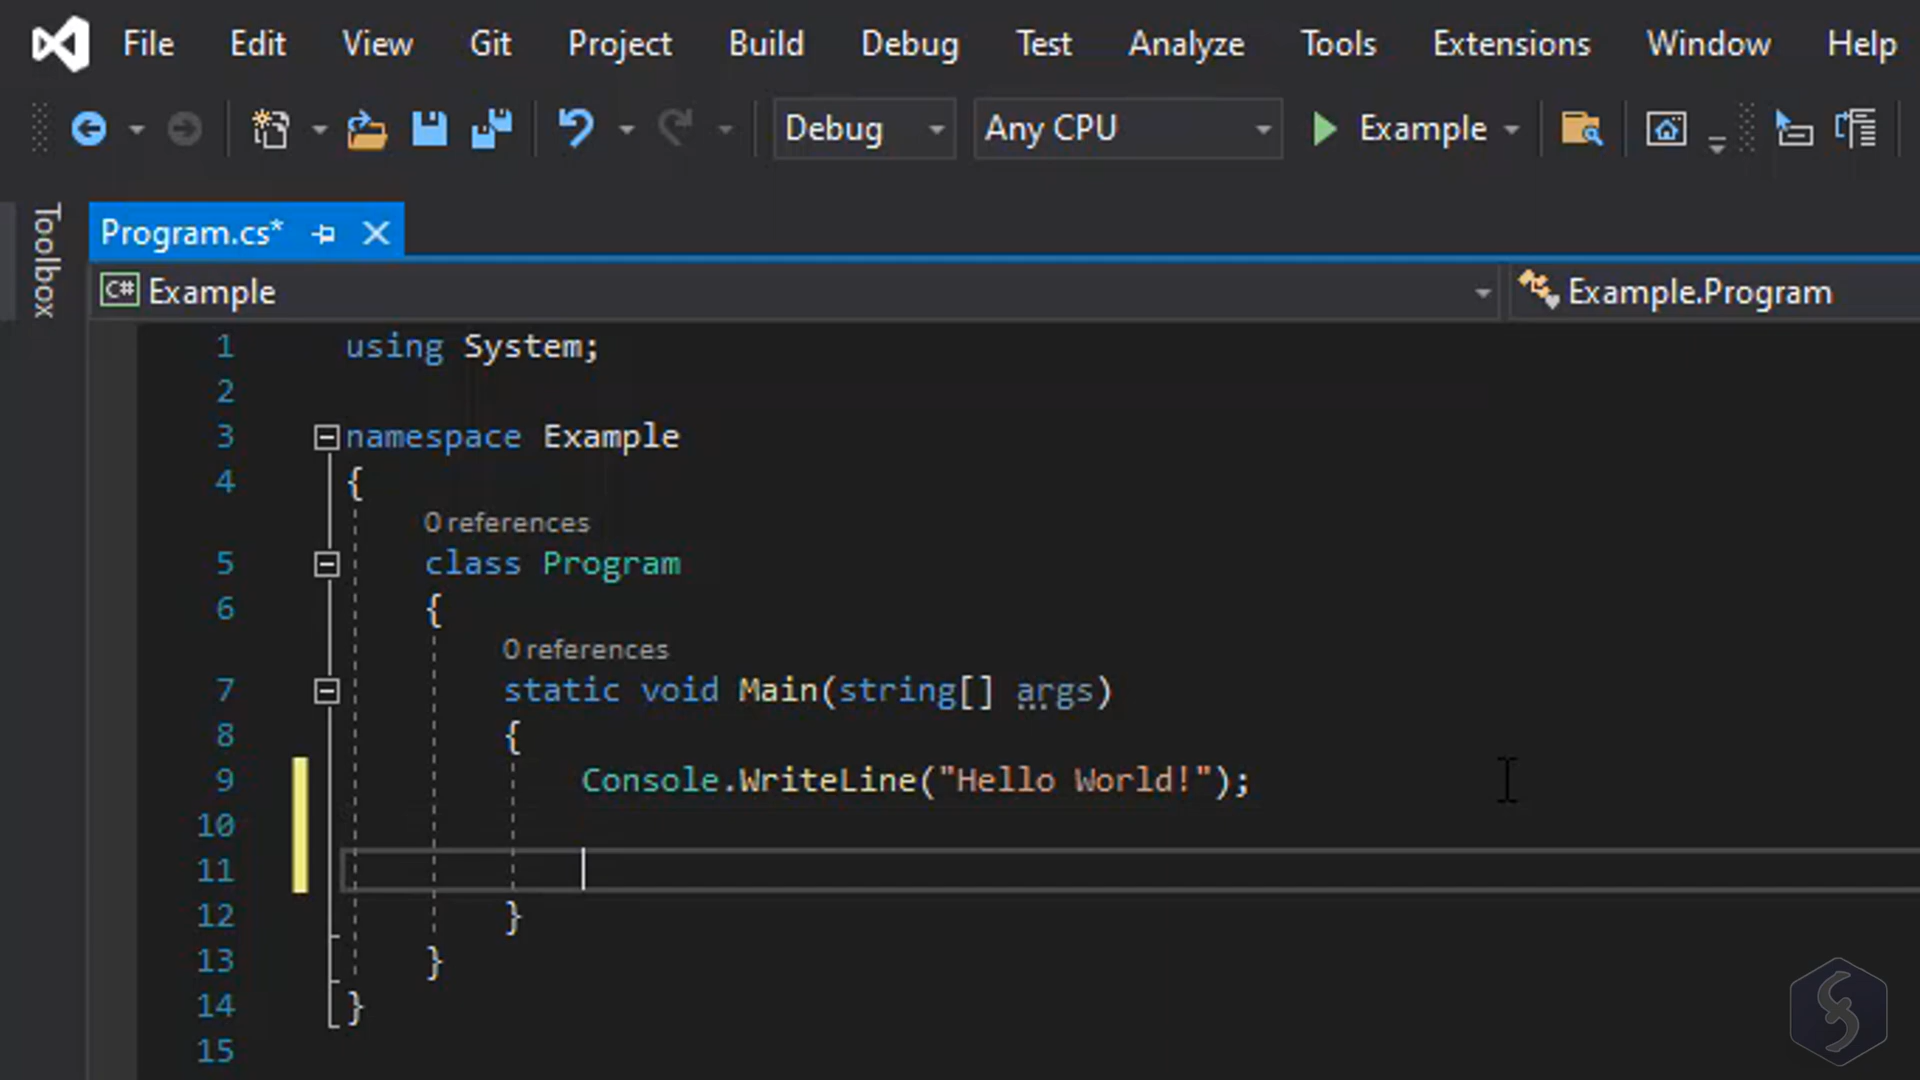 File Edit View Git Project Build Debug Test Analyze Tools Extensions Window Help
Debug Any CPU Example
Toolbox
Program.cs*
C# Example Example.Program
1 using System;
2
3 namespace Example
4 {
0 references
5 class Program
6 {
0 references
7 static void Main(string[] args)
8 {
9 Console.WriteLine("Hello World!");
10
11
12 }
13 }
14 }
15